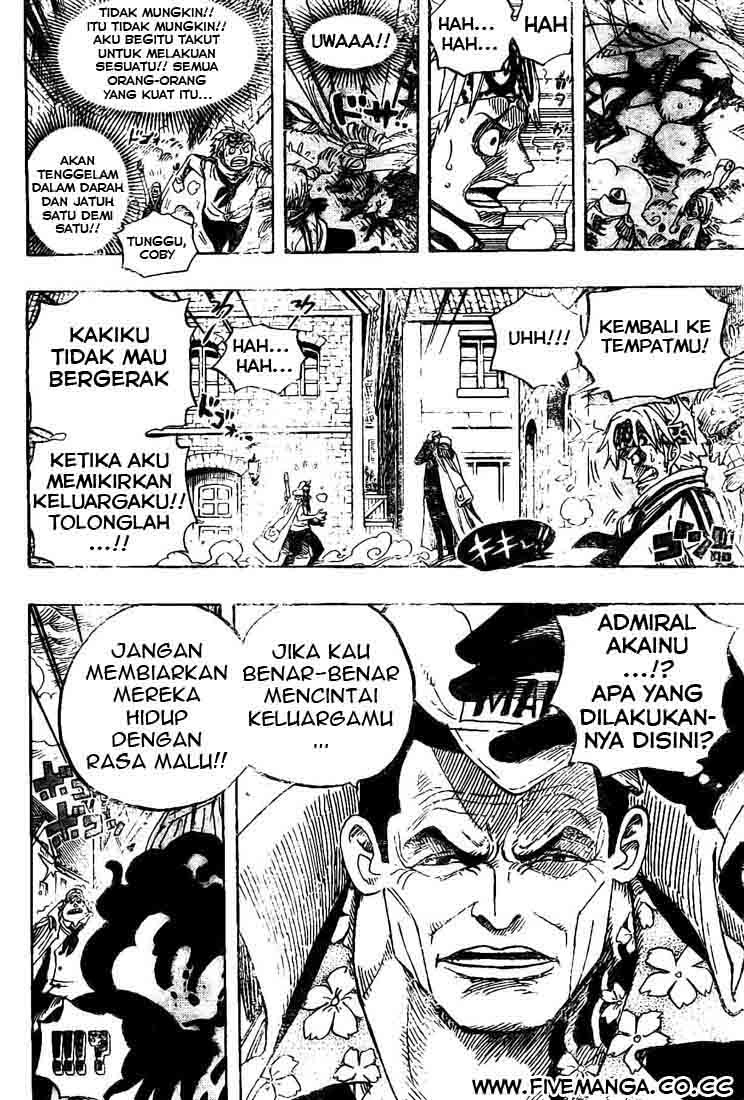 HAH
HAH...
HAH...
UWAAA!!
ドサ
TIDAK
MUNGKIN!!
ITU TIDAK MUNGKIN!!
AKU BEGITU TAKUT
UNTUK MELAKUAN
SESUATU!! SEMUA
ORANG-ORANG
YANG KUAT ITU...
AKAN
TENGGELAM
DALAM DARAH
DAN JATUH
SATU DEMI
SATU!!
TUNGGU,
COBY
KEMBALI KE
TEMPATMU!
UHH!!!
HAH...
HAH...
KAKIKU
TIDAK MAU
BERGERAK
KETIKA AKU
MEMIKIRKAN
KELUARGAKU!!
TOLONGLAH
...!!
ADMIRAL
AKAINU
...!?
APA YANG
DILAKUKAN-
NYA DISINI?
JIKA KAU
BENAR-BENAR
MENCINTAI
KELUARGAMU
...
JANGAN
MEMBIARKAN
MEREKA
HIDUP
DENGAN
RASA MALU!!
!!!?
WWW.FIVEMANGA.CO.CC